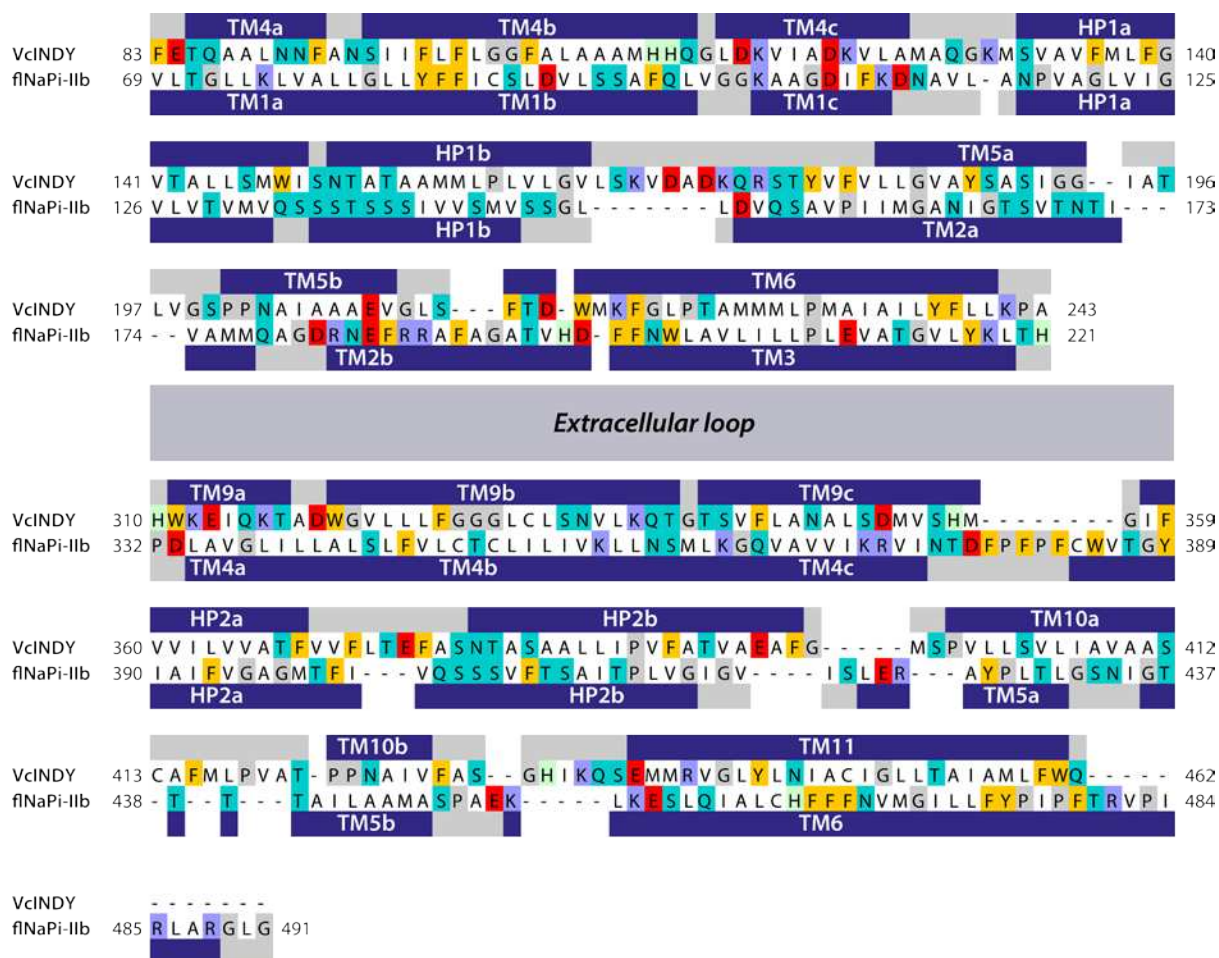 TM4a TM4b TM4c HP1a
VcINDY 83 F E T Q A A L N N F A N S I I F L F L G G F A L A A A M H H Q G L D K V I A D K V L A M A Q G K M S V A V F M L F G 140
flNaPi-IIb 69 V L T G L L K L V A L L G L L Y F F I C S L D V L S S A F Q L V G G K A A G D I F K D N A V L - A N P V A G L V I G 125
TM1a TM1b TM1c HP1a
HP1b TM5a
VcINDY 141 V T A L L S M W I S N T A T A A M M L P L V L G V L S K V D A D K Q R S T Y V F V L L G V A Y S A S I G G - - I A T 196
flNaPi-IIb 126 V L V T V M V Q S S S T S S S I V V S M V S S G L - - - - - - - L D V Q S A V P I I M G A N I G T S V T N T I - - - 173
HP1b TM2a
TM5b TM6
VcINDY 197 L V G S P P N A I A A A E V G L S - - - F T D - W M K F G L P T A M M M L P M A I A I L Y F L L K P A 243
flNaPi-IIb 174 - - V A M M Q A G D R N E F R R A F A G A T V H D - F F N W L A V L I L L P L E V A T G V L Y K L T H 221
TM2b TM3
Extracellular loop
TM9a TM9b TM9c
VcINDY 310 H W K E I Q K T A D W G V L L L F G G G L C L S N V L K Q T G T S V F L A N A L S D M V S H M - - - - - - - - G I F 359
flNaPi-IIb 332 P D L A V G L I L L A L S L F V L C T C L I L I V K L L N S M L K G Q V A V V I K R V I N T D F P F P F C W V T G Y 389
TM4a TM4b TM4c
HP2a HP2b TM10a
VcINDY 360 V V I L V V A T F V V F L T E F A S N T A S A A L L I P V F A T V A E A F G - - - - - M S P V L L S V L I A V A A S 412
flNaPi-IIb 390 I A I F V G A G M T F I - - - V Q S S S V F T S A I T P L V G I G V - - - - I S L E R - - - A Y P L T L G S N I G T 437
HP2a HP2b TM5a
TM10b TM11
VcINDY 413 C A F M L P V A T - P P N A I V F A S - - G H I K Q S E M M R V G L Y L N I A C I G L L T A I A M L F W Q - - - - - 462
flNaPi-IIb 438 - T - - T - - - T A I L A A M A S P A E K - - - - - L K E S L Q I A L C H F F F N V M G I L L F Y P I P F T R V P I 484
TM5b TM6
VcINDY - - - - - - -
flNaPi-IIb 485 R L A R G L G 491